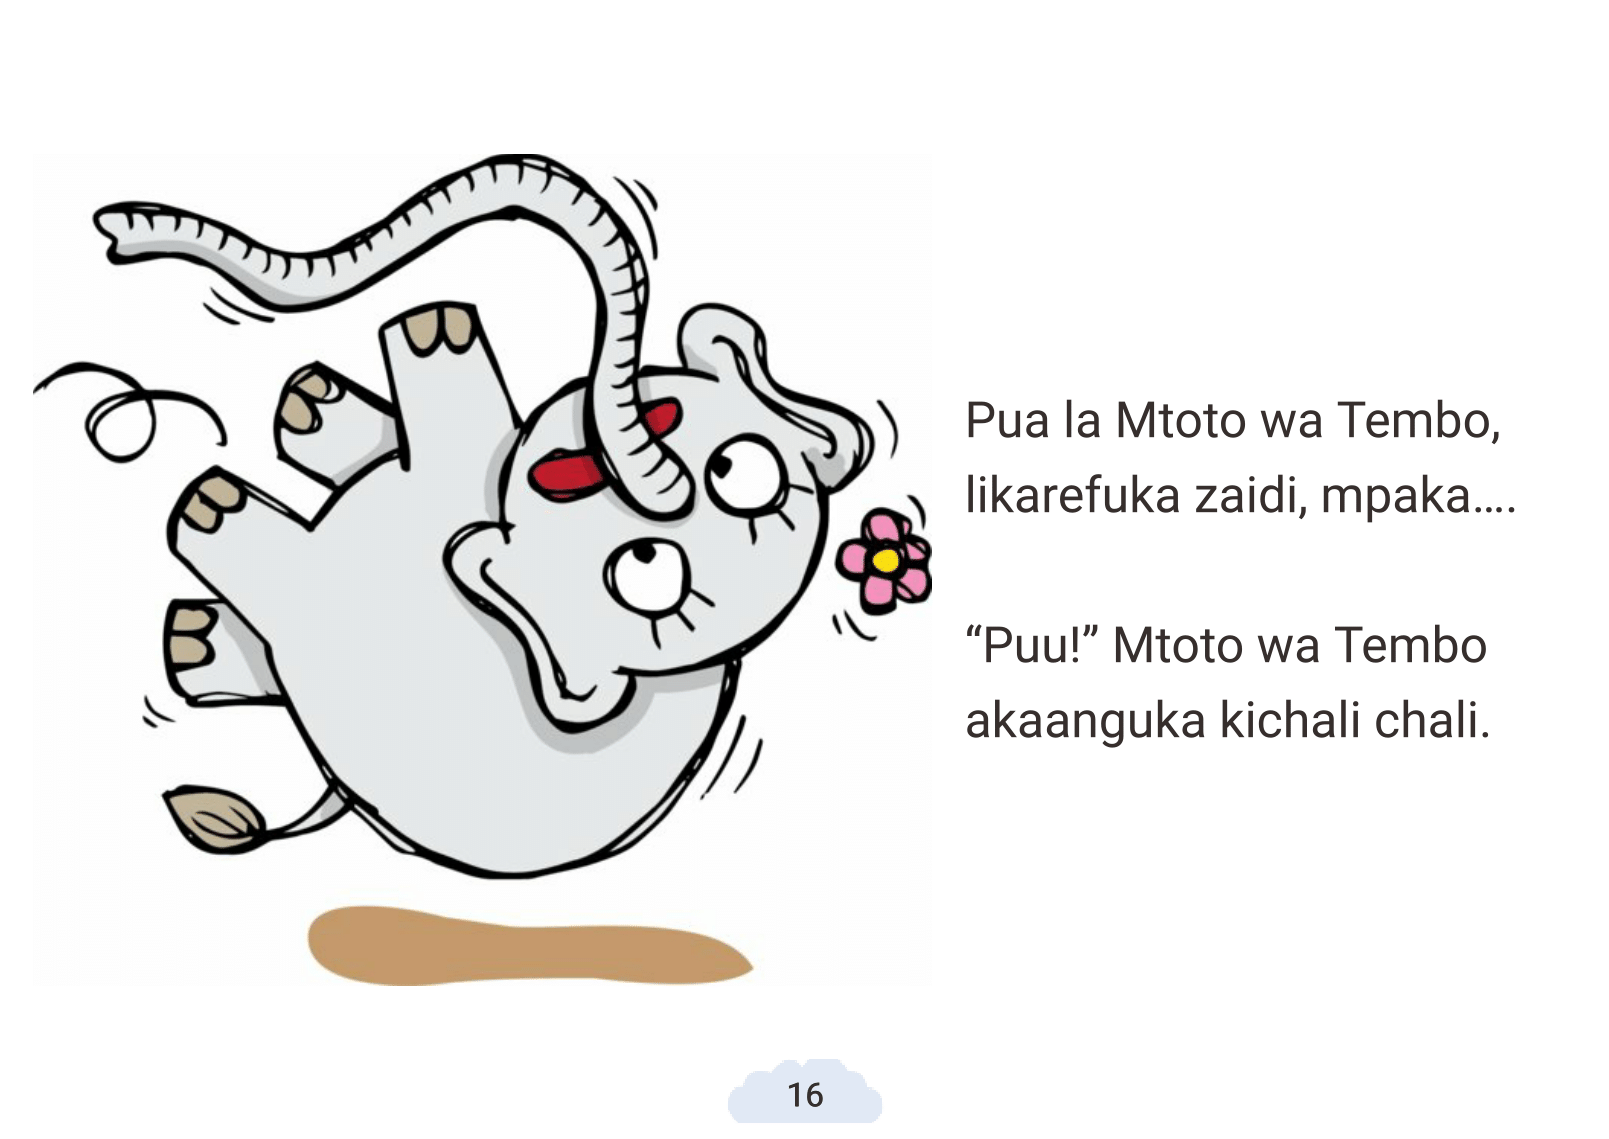 Pua la Mtoto wa Tembo,
likarefuka zaidi, mpaka....
“Puu!” Mtoto wa Tembo
akaanguka kichali chali.
16